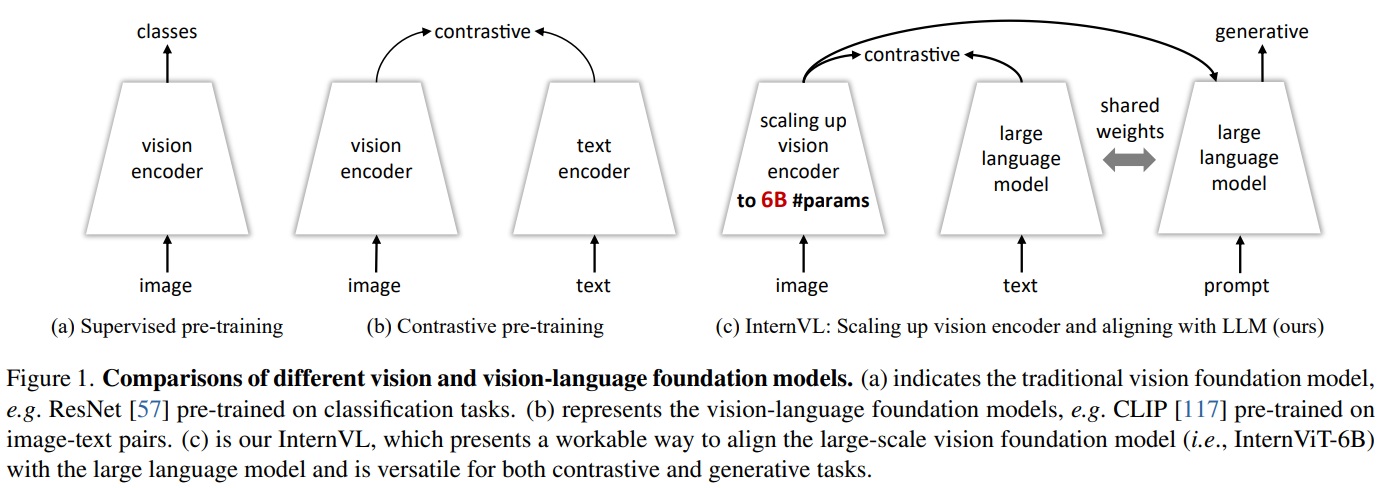 classes
vision
encoder
image
(a) Supervised pre-training
contrastive
vision
encoder
text
encoder
image
text
(b) Contrastive pre-training
contrastive
generative
scaling up
vision
encoder
to 6B #params
large
language
model
shared
weights
large
language
model
image
text
prompt
(c) InternVL: Scaling up vision encoder and aligning with LLM (ours)
Figure 1. Comparisons of different vision and vision-language foundation models. (a) indicates the traditional vision foundation model,
e.g. ResNet [57] pre-trained on classification tasks. (b) represents the vision-language foundation models, e.g. CLIP [117] pre-trained on
image-text pairs. (c) is our InternVL, which presents a workable way to align the large-scale vision foundation model (i.e., InternViT-6B)
with the large language model and is versatile for both contrastive and generative tasks.